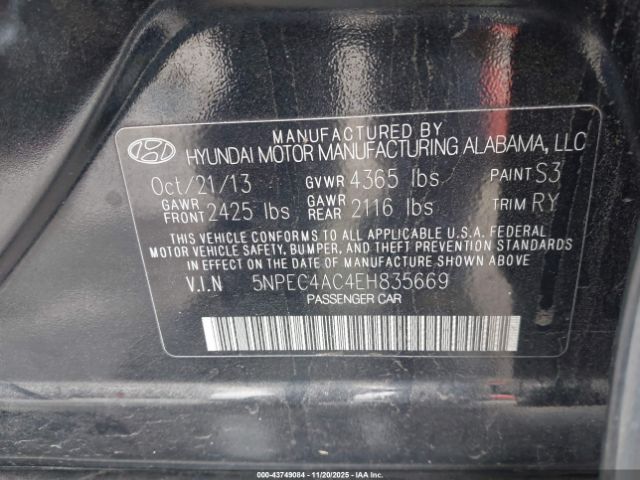 MANUFACTURED BY
HYUNDAI MOTOR MANUFACTURING ALABAMA, LLC
Oct/21/13 GVWR 4365 lbs PAINT S3
GAWR FRONT 2425 lbs GAWR REAR 2116 lbs TRIM RY
THIS VEHICLE CONFORMS TO ALL APPLICABLE U.S.A. FEDERAL
MOTOR VEHICLE SAFETY, BUMPER, AND THEFT PREVENTION STANDARDS
IN EFFECT ON THE DATE OF MANUFACTURE SHOWN ABOVE.
V.I.N 5NPEC4AC4EH835669
PASSENGER CAR
000-43749084 - 11/20/2025 - IAAI, Inc.